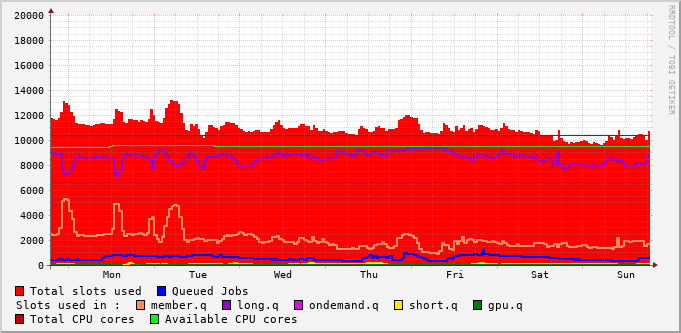 RRDTOOL / TOBI OETIKER
20000
18000
16000
14000
12000
10000
8000
6000
4000
2000
0
Mon Tue Wed Thu Fri Sat Sun
Total slots used Queued Jobs
Slots used in : member.q long.q ondemand.q short.q gpu.q
Total CPU cores Available CPU cores